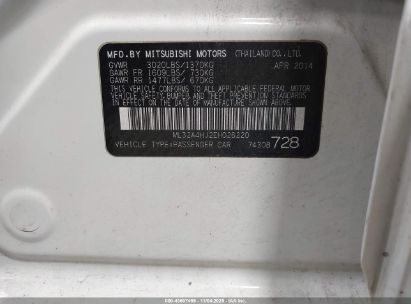 MFD.BY MITSUBISHI MOTORS (THAILAND)CO.,LTD.
GVWR 3020LBS/1370KG APR 2014
GAWR FR 1609LBS/ 730KG
GAWR RR 1477LBS/ 670KG
THIS VEHICLE CONFORMS TO ALL APPLICABLE FEDERAL MOTOR
VEHICLE SAFETY, BUMPER, AND THEFT PREVENTION
STANDARDS IN EFFECT ON THE DATE OF MANUFACTURE
SHOWN ABOVE.
ML32A4HJ2EH026220
VEHICLE TYPE:PASSENGER CAR 7430B 728